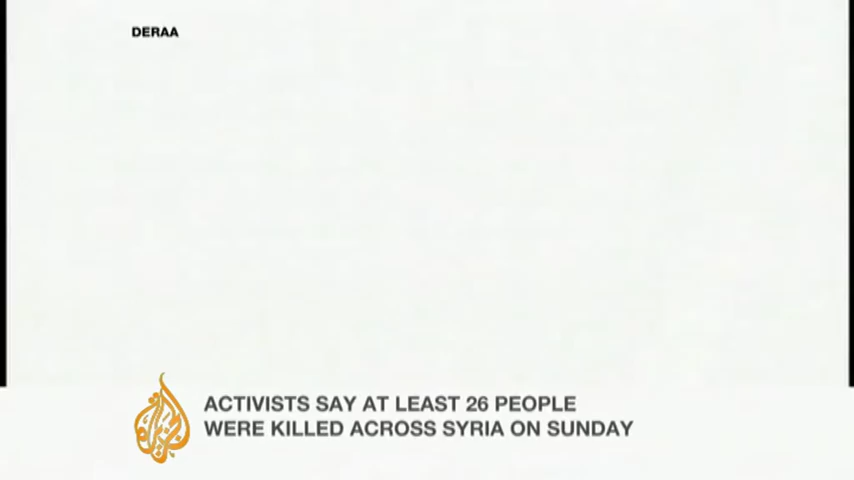 DERAA
ACTIVISTS SAY AT LEAST 26 PEOPLE
WERE KILLED ACROSS SYRIA ON SUNDAY
الجزيرة